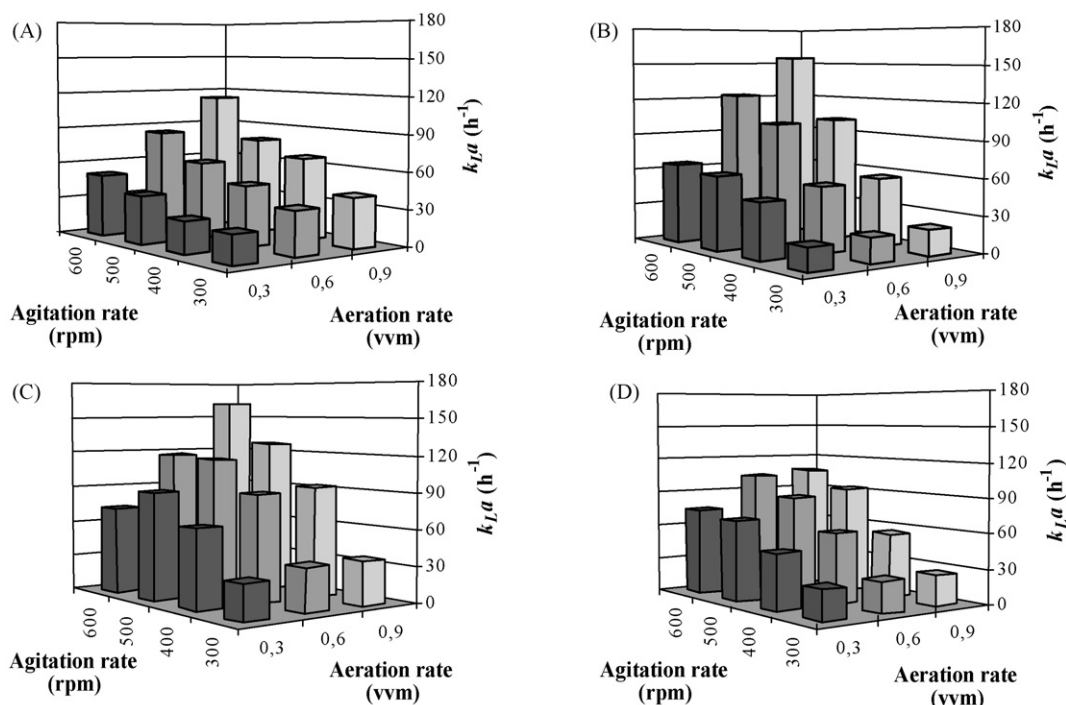 (A)
180
150
120
90
60
30
0
kLa (h⁻¹)
600
500
400
300
0,3
0,6
0,9
Agitation rate
(rpm)
Aeration rate
(vvm)
(B)
180
150
120
90
60
30
0
kLa (h⁻¹)
600
500
400
300
0,3
0,6
0,9
Agitation rate
(rpm)
Aeration rate
(vvm)
(C)
180
150
120
90
60
30
0
kLa (h⁻¹)
600
500
400
300
0,3
0,6
0,9
Agitation rate
(rpm)
Aeration rate
(vvm)
(D)
180
150
120
90
60
30
0
kLa (h⁻¹)
600
500
400
300
0,3
0,6
0,9
Agitation rate
(rpm)
Aeration rate
(vvm)